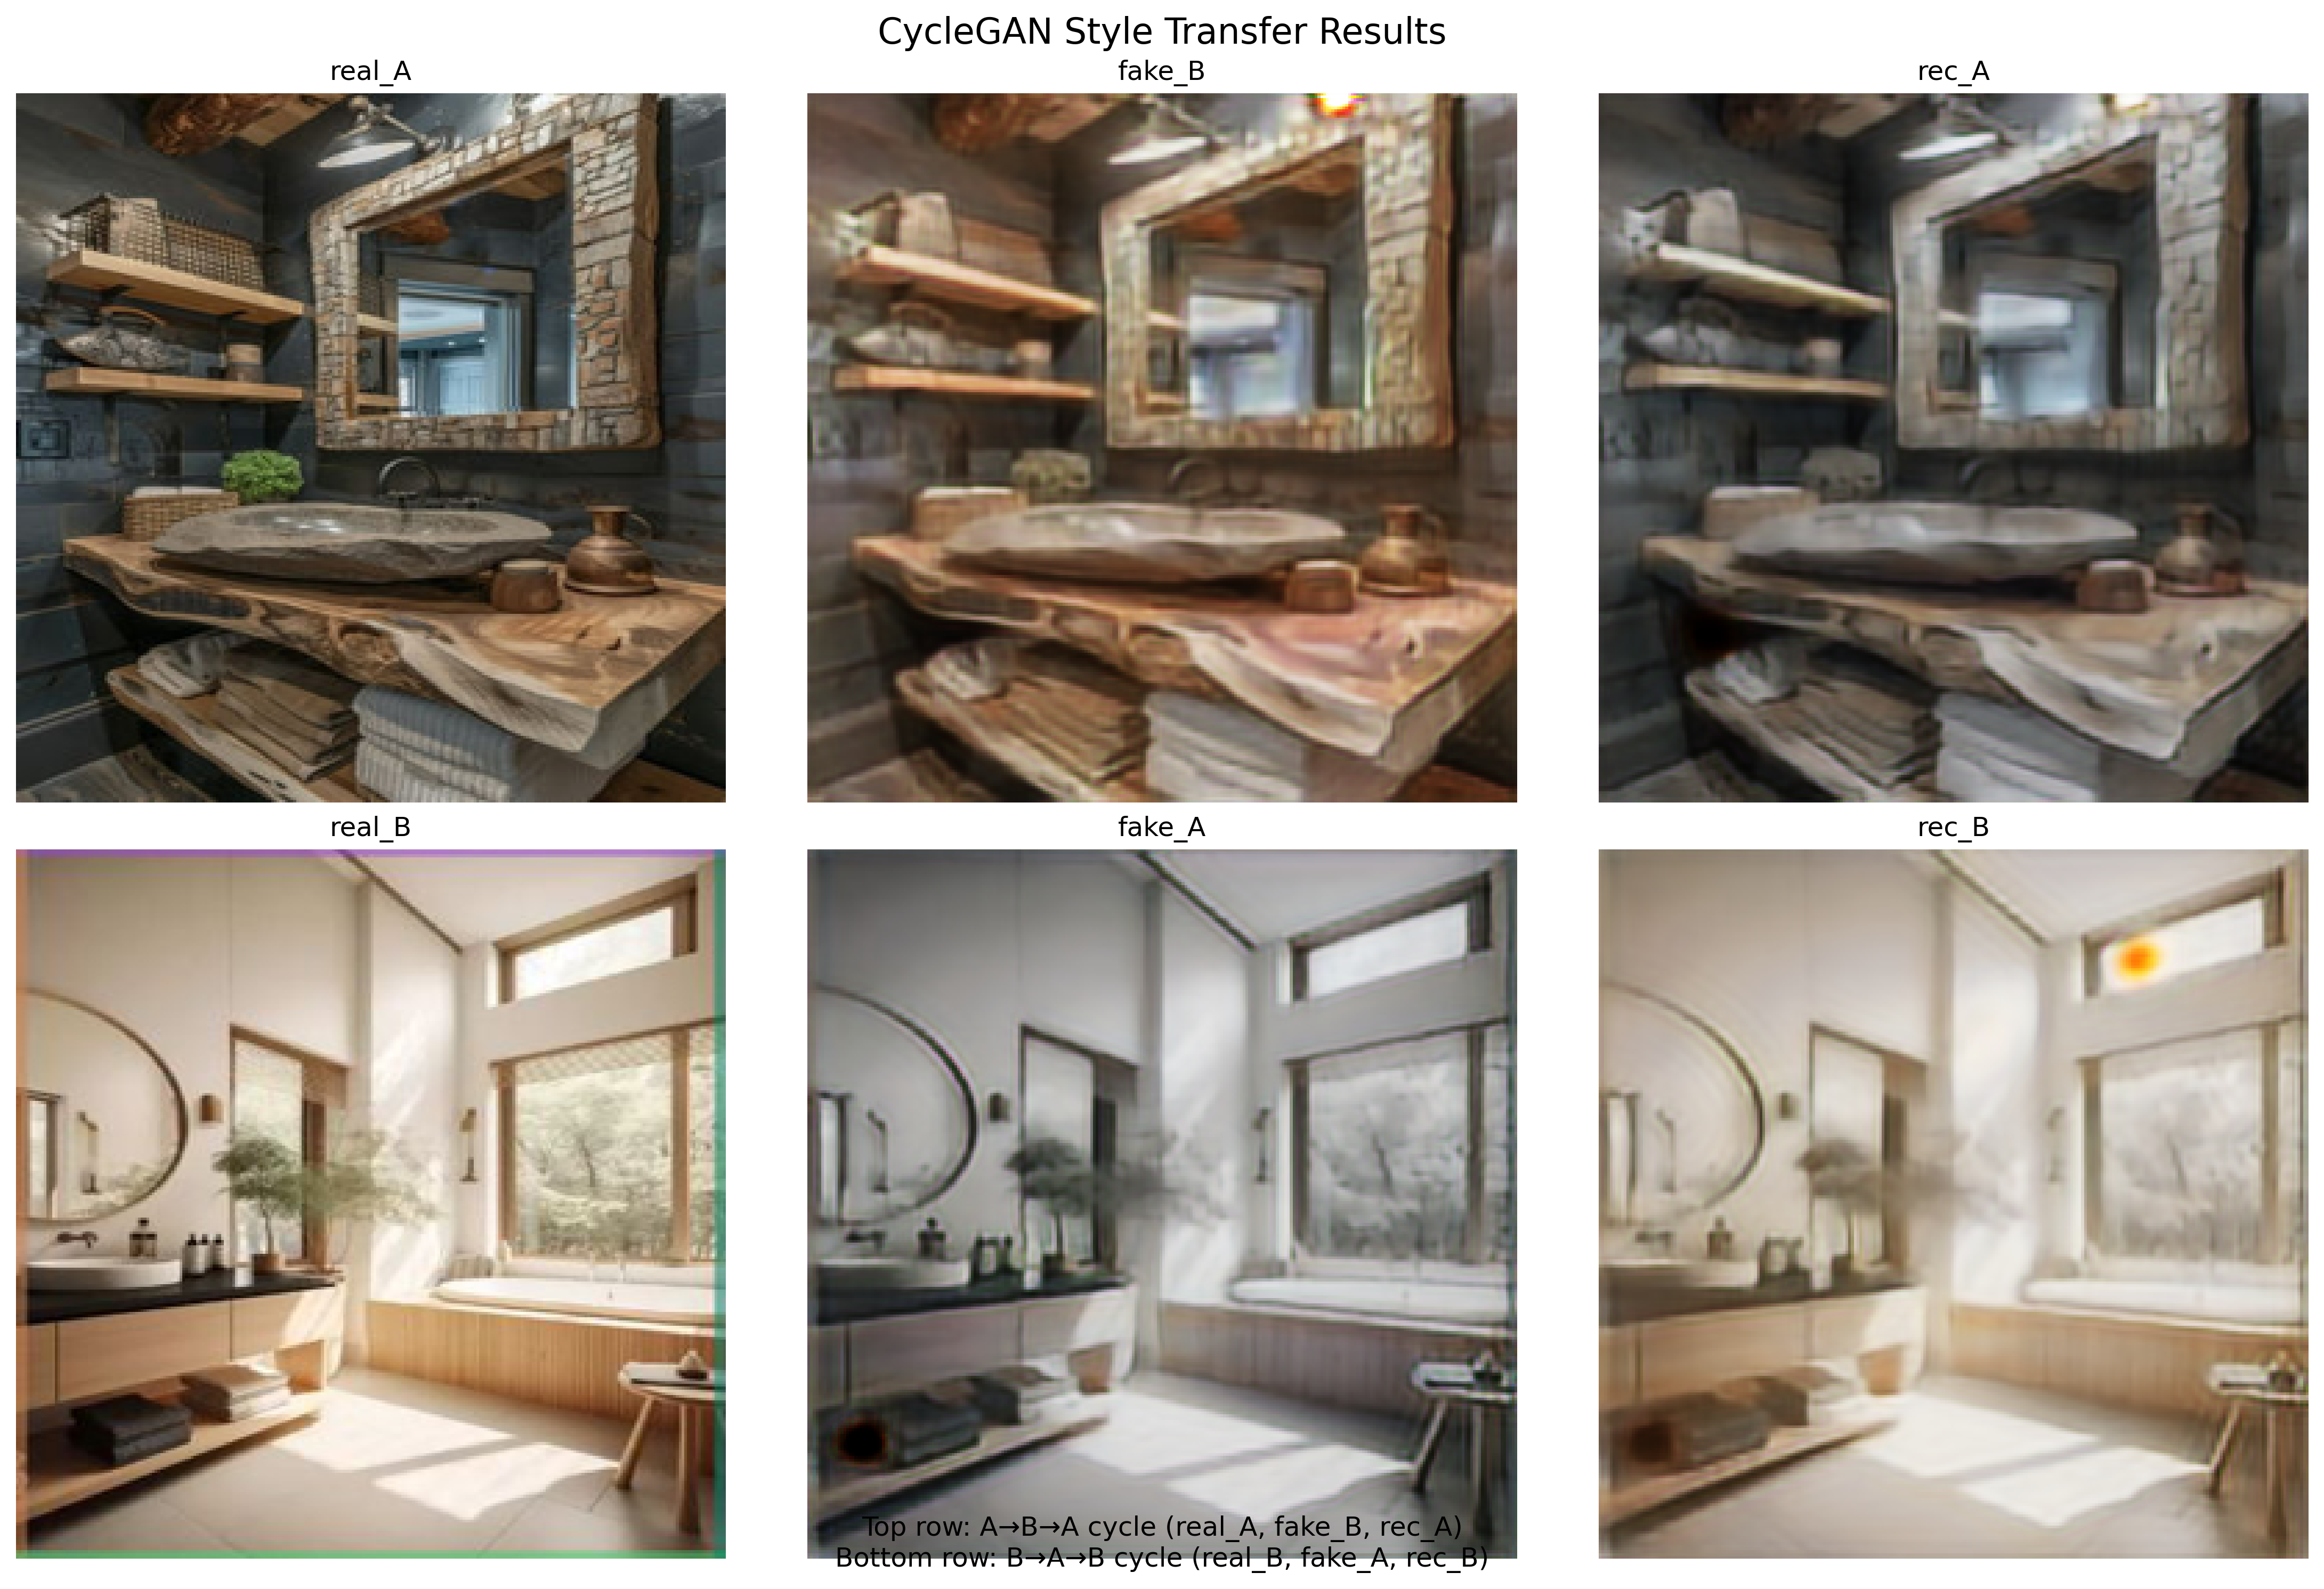 CycleGAN Style Transfer Results
real_A
fake_B
rec_A
real_B
fake_A
rec_B
Top row: A→B→A cycle (real_A, fake_B, rec_A)
Bottom row: B→A→B cycle (real_B, fake_A, rec_B)